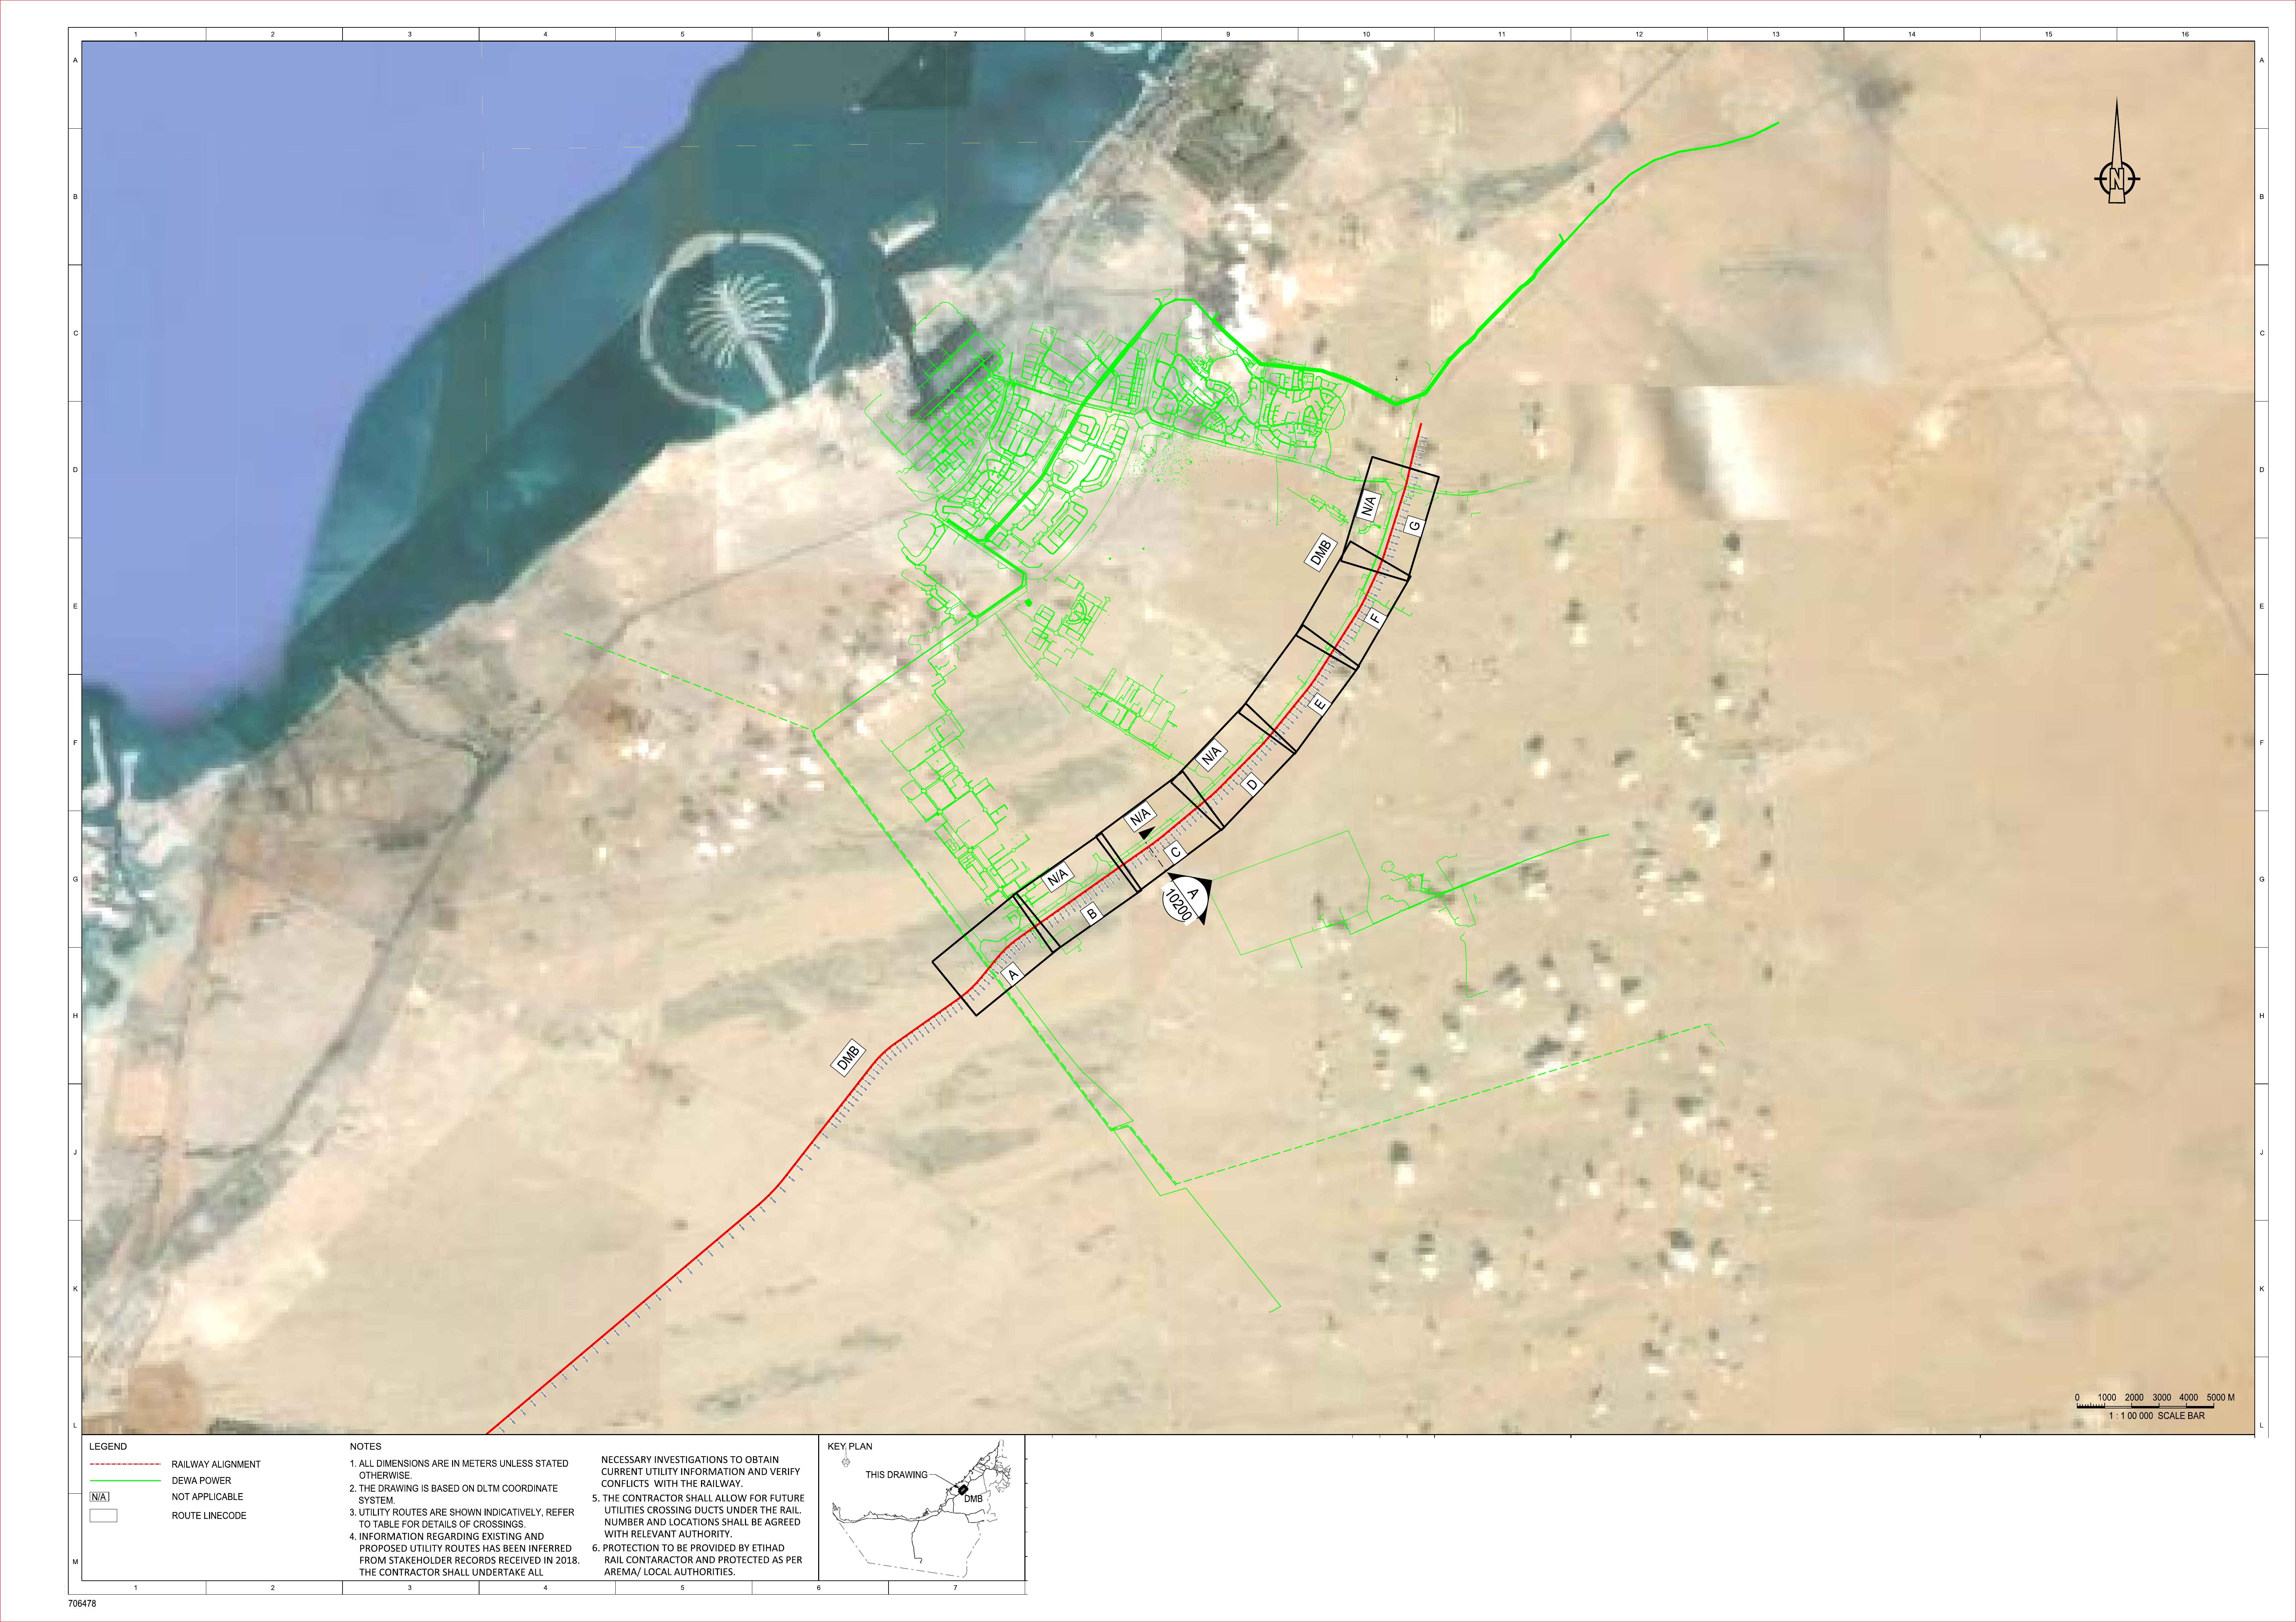 1 2 3 4 5 6 7 8 9 10 11 12 13 14 15 16
A A
B B
C C
D D
E E
F F
G G
H H
J J
K K
L L
M
N
N/A
G
DMB
F
E
N/A
D
N/A
C
N/A
B
A
10200
A
DMB
0 1000 2000 3000 4000 5000 M
1 : 1 00 000 SCALE BAR
LEGEND
RAILWAY ALIGNMENT
DEWA POWER
N/A NOT APPLICABLE
ROUTE LINECODE
NOTES
1. ALL DIMENSIONS ARE IN METERS UNLESS STATED
OTHERWISE.
2. THE DRAWING IS BASED ON DLTM COORDINATE
SYSTEM.
3. UTILITY ROUTES ARE SHOWN INDICATIVELY, REFER
TO TABLE FOR DETAILS OF CROSSINGS.
4. INFORMATION REGARDING EXISTING AND
PROPOSED UTILITY ROUTES HAS BEEN INFERRED
FROM STAKEHOLDER RECORDS RECEIVED IN 2018.
THE CONTRACTOR SHALL UNDERTAKE ALL
NECESSARY INVESTIGATIONS TO OBTAIN
CURRENT UTILITY INFORMATION AND VERIFY
CONFLICTS WITH THE RAILWAY.
5. THE CONTRACTOR SHALL ALLOW FOR FUTURE
UTILITIES CROSSING DUCTS UNDER THE RAIL.
NUMBER AND LOCATIONS SHALL BE AGREED
WITH RELEVANT AUTHORITY.
6. PROTECTION TO BE PROVIDED BY ETIHAD
RAIL CONTARACTOR AND PROTECTED AS PER
AREMA/ LOCAL AUTHORITIES.
KEY PLAN
THIS DRAWING
DMB
1 2 3 4 5 6 7
706478